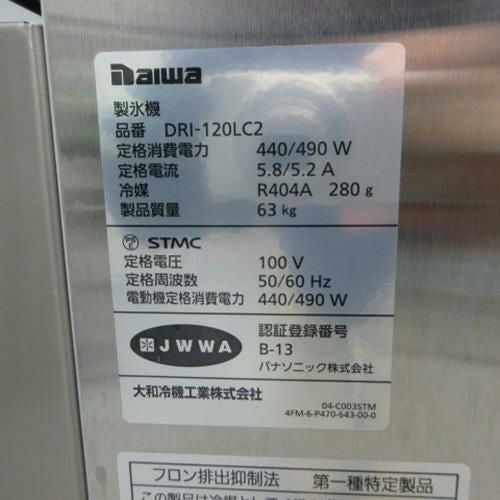 Daiwa
製氷機
品番 DRI-120LC2
定格消費電力 440/490 W
定格電流 5.8/5.2 A
冷媒 R404A 280 g
製品質量 63 kg
PS E STMC
定格電圧 100 V
定格周波数 50/60 Hz
電動機定格消費電力 440/490 W
JWWA
認証登録番号
B-13
パナソニック株式会社
大和冷機工業株式会社
04-C003STM
4FM-6-P470-643-00-0
フロン排出抑制法 第一種特定製品